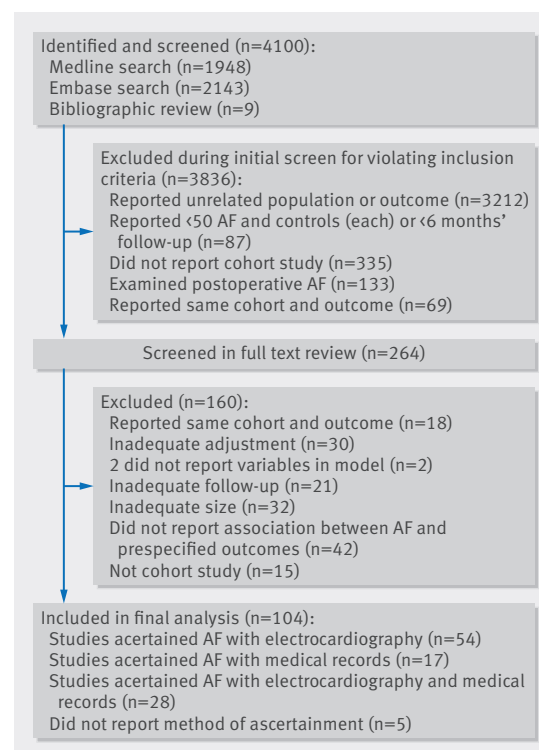 Identified and screened (n=4100):
Medline search (n=1948)
Embase search (n=2143)
Bibliographic review (n=9)
Excluded during initial screen for violating inclusion
criteria (n=3836):
Reported unrelated population or outcome (n=3212)
Reported <50 AF and controls (each) or <6 months’
follow-up (n=87)
Did not report cohort study (n=335)
Examined postoperative AF (n=133)
Reported same cohort and outcome (n=69)
Screened in full text review (n=264)
Excluded (n=160):
Reported same cohort and outcome (n=18)
Inadequate adjustment (n=30)
2 did not report variables in model (n=2)
Inadequate follow-up (n=21)
Inadequate size (n=32)
Did not report association between AF and
prespecified outcomes (n=42)
Not cohort study (n=15)
Included in final analysis (n=104):
Studies acertained AF with electrocardiography (n=54)
Studies acertained AF with medical records (n=17)
Studies acertained AF with electrocardiography and medical
records (n=28)
Did not report method of ascertainment (n=5)